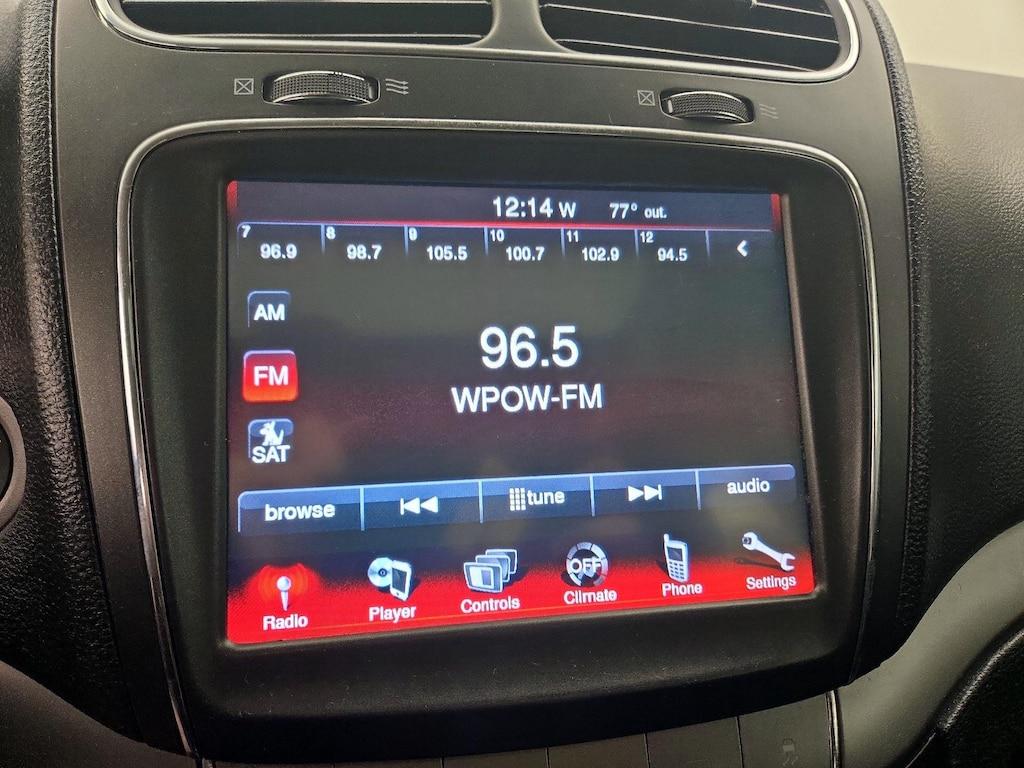 12:14 W 77° out.
7 8 9 10 11 12
96.9 98.7 105.5 100.7 102.9 94.5
AM
96.5
FM
WPOW-FM
SAT
browse tune audio
OFF
Radio Player Controls Climate Phone Settings